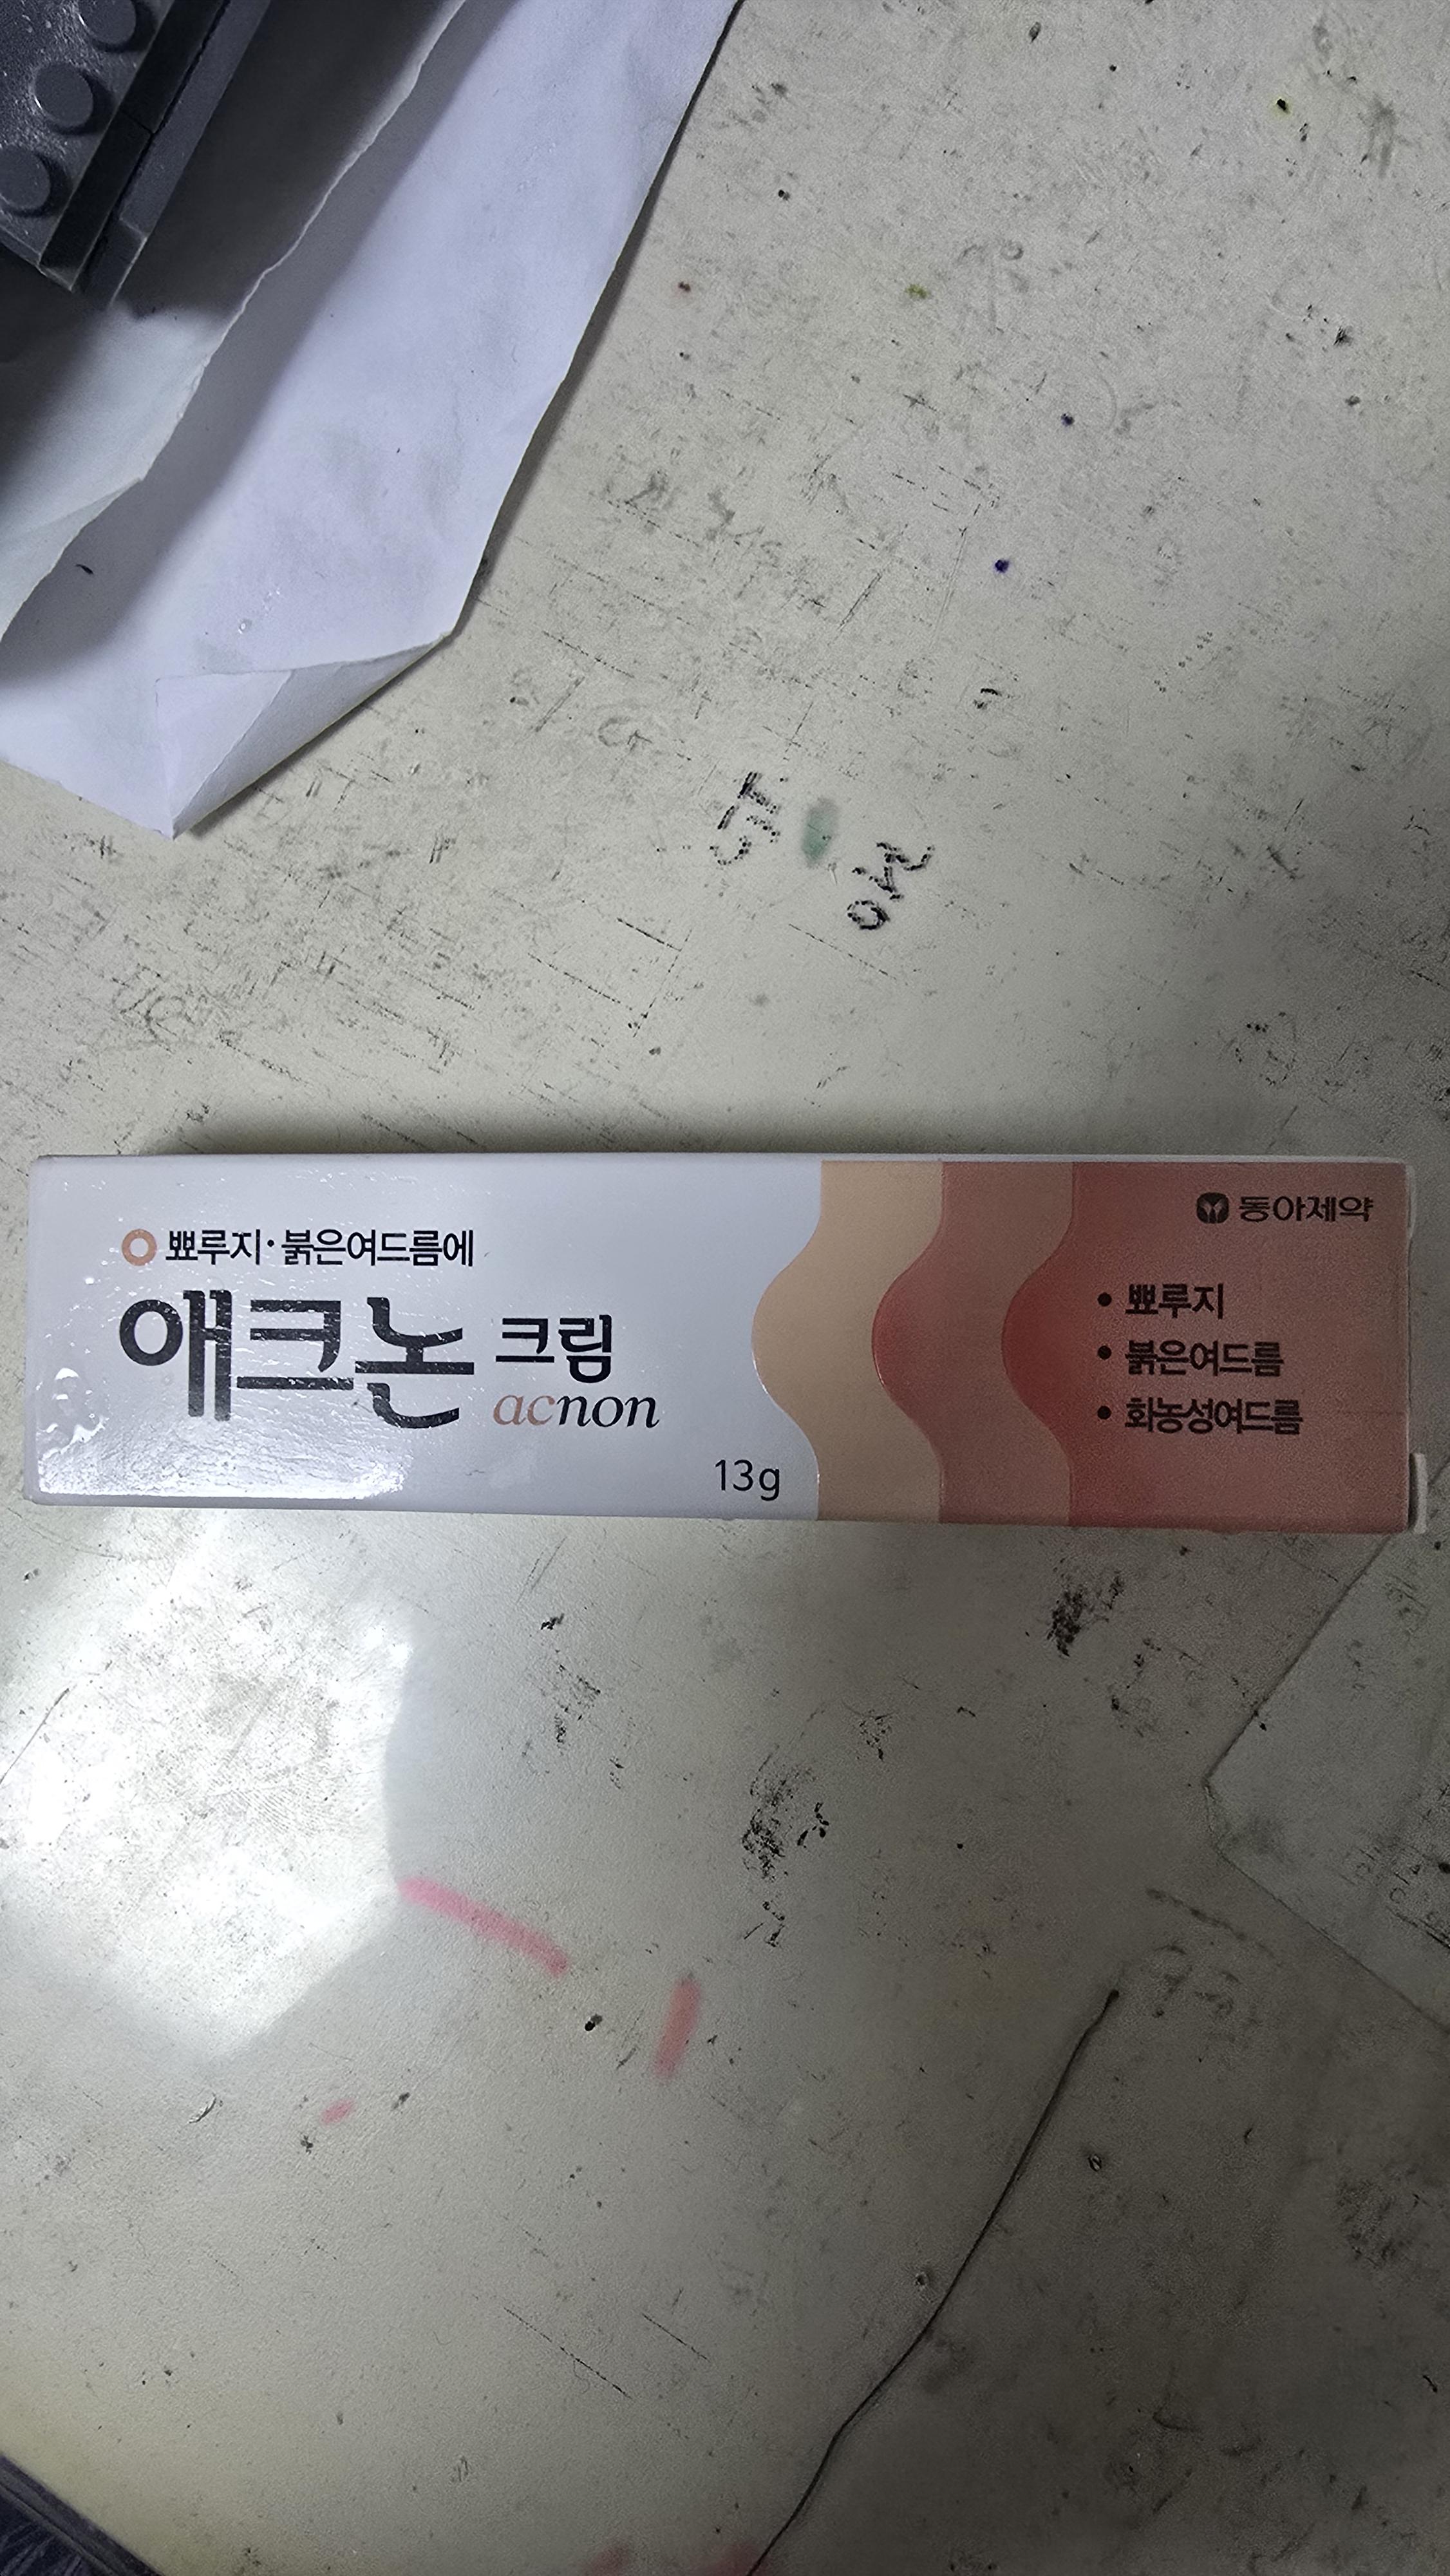 동아제약
뾰루지·붉은여드름에
애크논 크림
acnon
13g
• 뾰루지
• 붉은여드름
• 화농성여드름